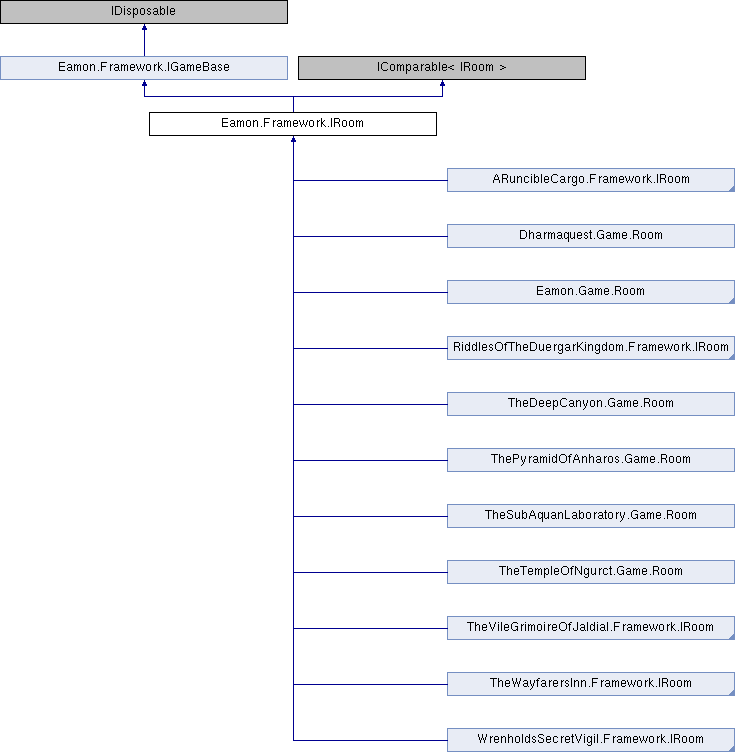 IDisposable
Eamon.Framework.IGameBase
IComparable< IRoom >
Eamon.Framework.IRoom
ARuncibleCargo.Framework.IRoom
Dharmaquest.Game.Room
Eamon.Game.Room
RiddlesOfTheDuergarKingdom.Framework.IRoom
TheDeepCanyon.Game.Room
ThePyramidOfAnharos.Game.Room
TheSubAquanLaboratory.Game.Room
TheTempleOfNgurct.Game.Room
TheVileGrimoireOfJaldial.Framework.IRoom
TheWayfarersInn.Framework.IRoom
WrenholdsSecretVigil.Framework.IRoom